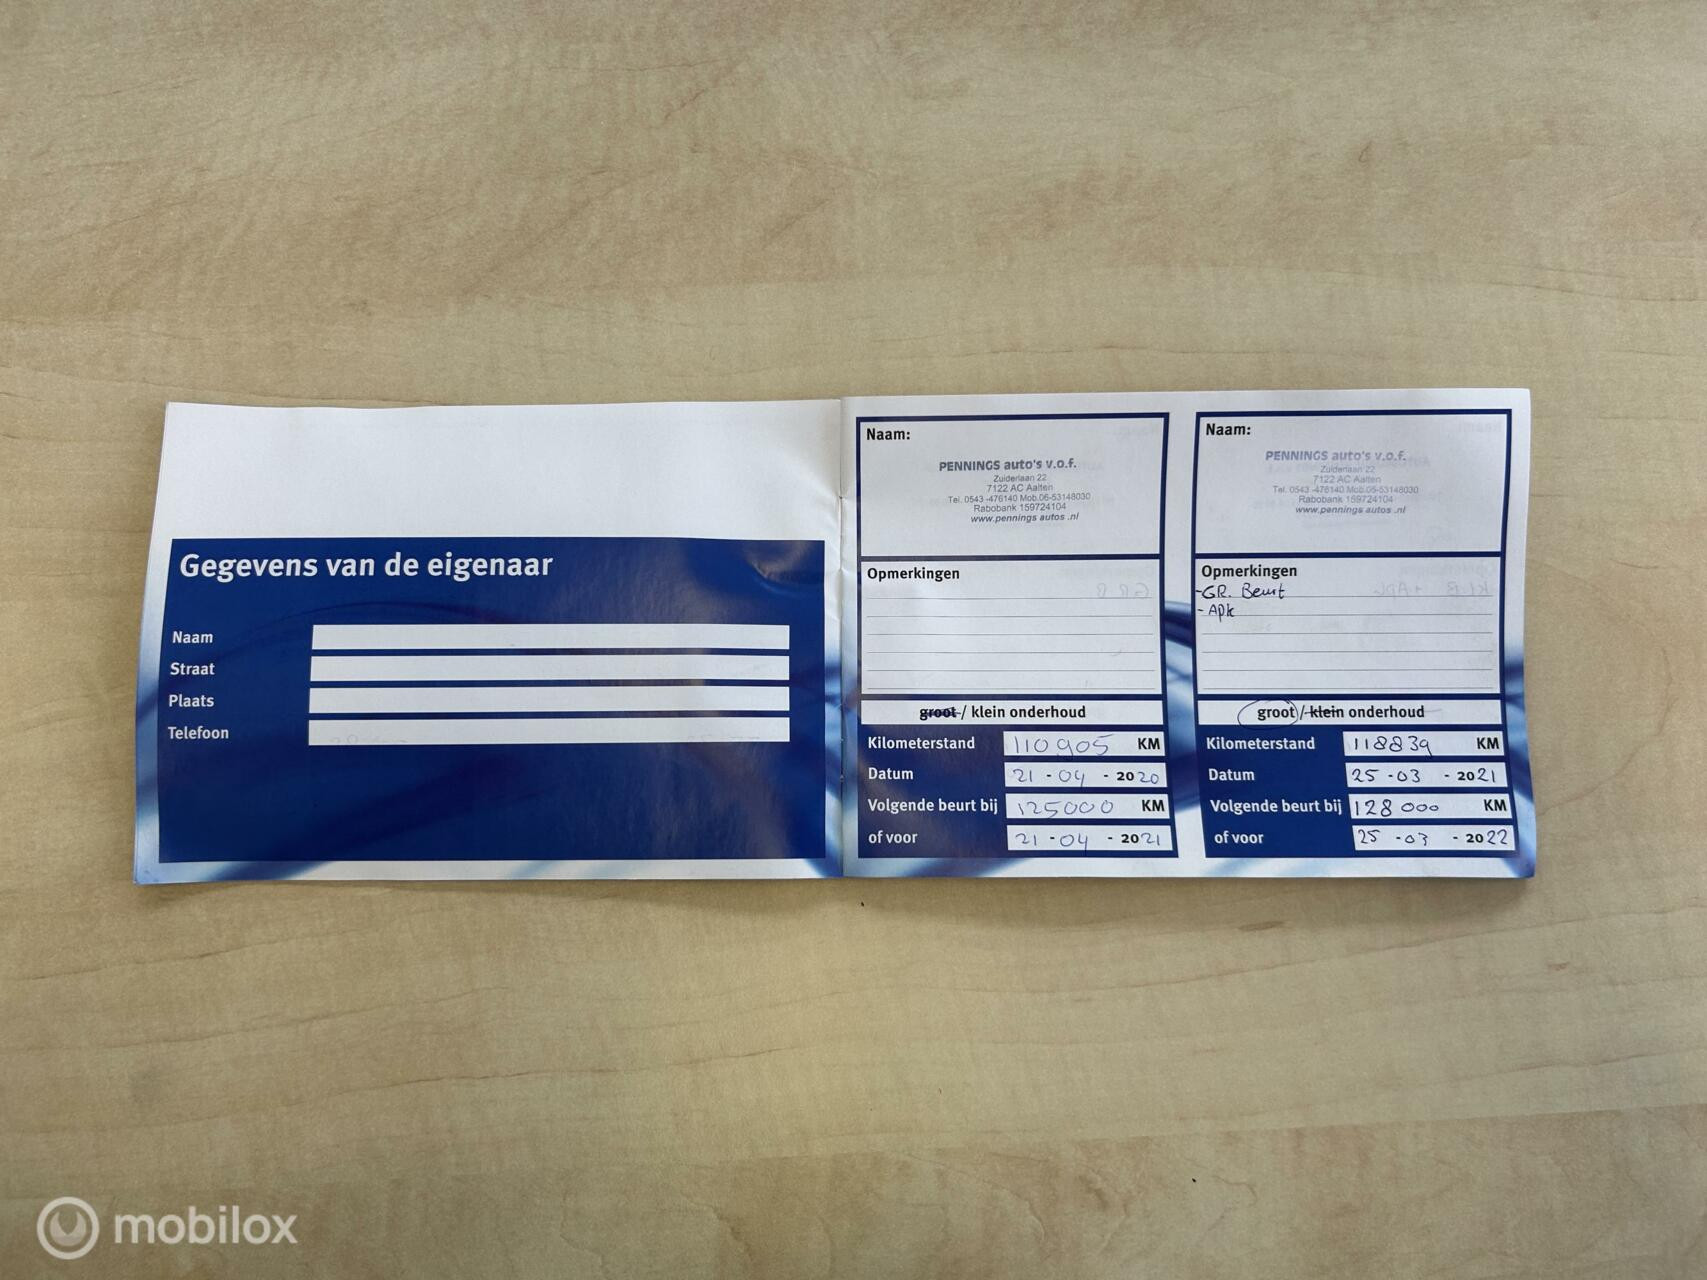 Gegevens van de eigenaar
Naam
Straat
Plaats
Telefoon
Naam:
PENNINGS auto's v.o.f.
Zuiderlaan 22
7122 AC Aalten
Tel. 0543 -476140 Mob.06-53148030
Rabobank 159724104
www.pennings autos .nl
Opmerkingen
groot / klein onderhoud
Kilometerstand 110905 KM
Datum 21 - 04 - 2020
Volgende beurt bij 125000 KM
of voor 21 - 04 - 2021
Naam:
PENNINGS auto's v.o.f.
Zuiderlaan 22
7122 AC Aalten
Tel. 0543 -476140 Mob.06-53148030
Rabobank 159724104
www.pennings autos .nl
Opmerkingen
- GR. Beurt
- Apk
groot / klein onderhoud
Kilometerstand 118839 KM
Datum 25 - 03 - 2021
Volgende beurt bij 128000 KM
of voor 25 - 03 - 2022
mobilox